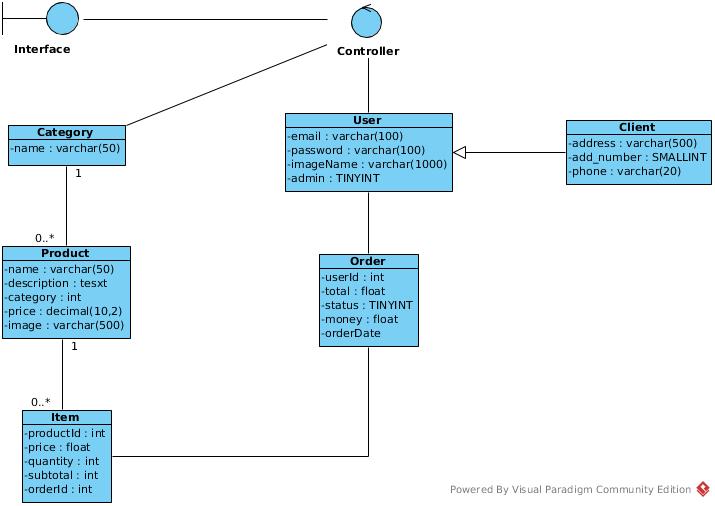 Interface
Controller
Category
-name : varchar(50)
1
0..*
Product
-name : varchar(50)
-description : tesxt
-category : int
-price : decimal(10,2)
-image : varchar(500)
1
0..*
Item
-productId : int
-price : float
-quantity : int
-subtotal : int
-orderId : int
User
-email : varchar(100)
-password : varchar(100)
-imageName : varchar(1000)
-admin : TINYINT
Client
-address : varchar(500)
-add_number : SMALLINT
-phone : varchar(20)
Order
-userId : int
-total : float
-status : TINYINT
-money : float
-orderDate
Powered By Visual Paradigm Community Edition